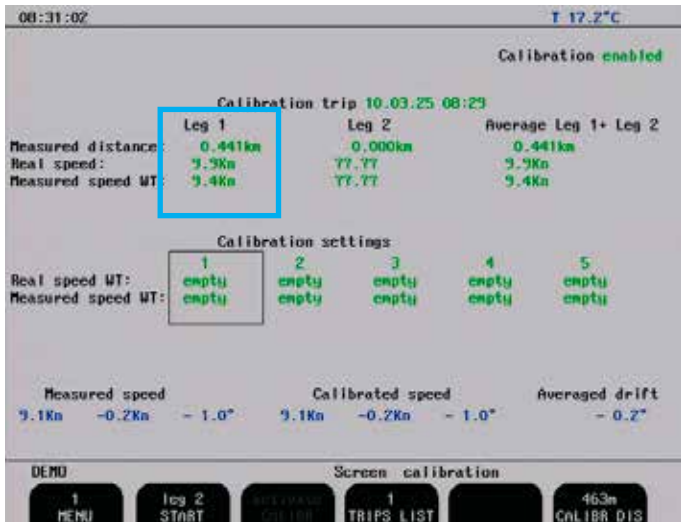 08:31:02 T 17.2°C
Calibration enabled
Calibration trip 10.03.25 08:29
Leg 1 Leg 2 Average Leg 1+ Leg 2
Measured distance: 0.441km 0.000km 0.441km
Real speed: 9.9Kn ??.?? 9.9Kn
Measured speed WT: 9.4Kn ??.?? 9.4Kn
Calibration settings
1 2 3 4 5
Real speed WT: empty empty empty empty empty
Measured speed WT: empty empty empty empty empty
Measured speed Calibrated speed Averaged drift
9.1Kn -0.2Kn - 1.0° 9.1Kn -0.2Kn - 1.0° - 0.2°
DEMO Screen calibration
1 leg 2 1 463m
MENU START CALIBR TRIPS LIST CALIBR DIS